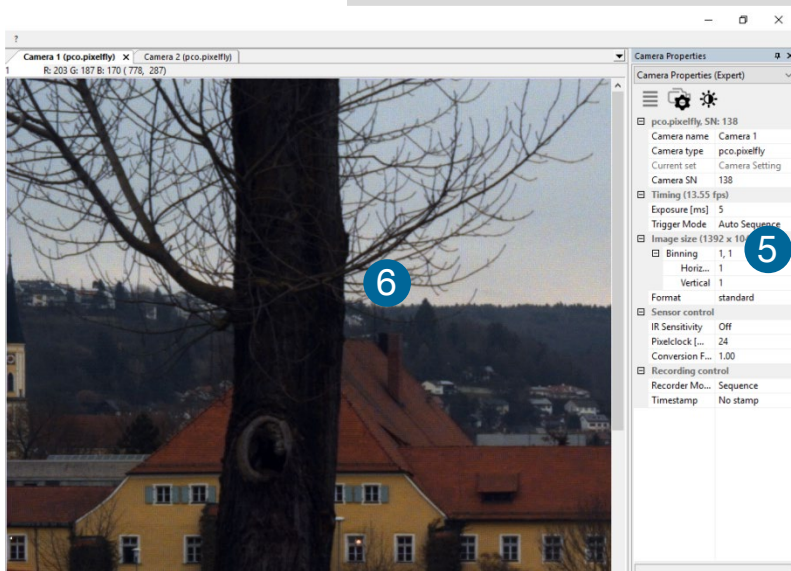 ?
Camera 1 (pco.pixelfly) X Camera 2 (pco.pixelfly)
1 R: 203 G: 187 B: 170 ( 778, 287)
6
Camera Properties
Camera Properties (Expert)
pco.pixelfly, SN: 138
Camera name Camera 1
Camera type pco.pixelfly
Current set Camera Setting
Camera SN 138
Timing (13.55 fps)
Exposure [ms] 5
Trigger Mode Auto Sequence
Image size (1392 x
5
Binning 1, 1
Horiz... 1
Vertical 1
Format standard
Sensor control
IR Sensitivity Off
Pixelclock [... 24
Conversion F... 1.00
Recording control
Recorder Mo... Sequence
Timestamp No stamp